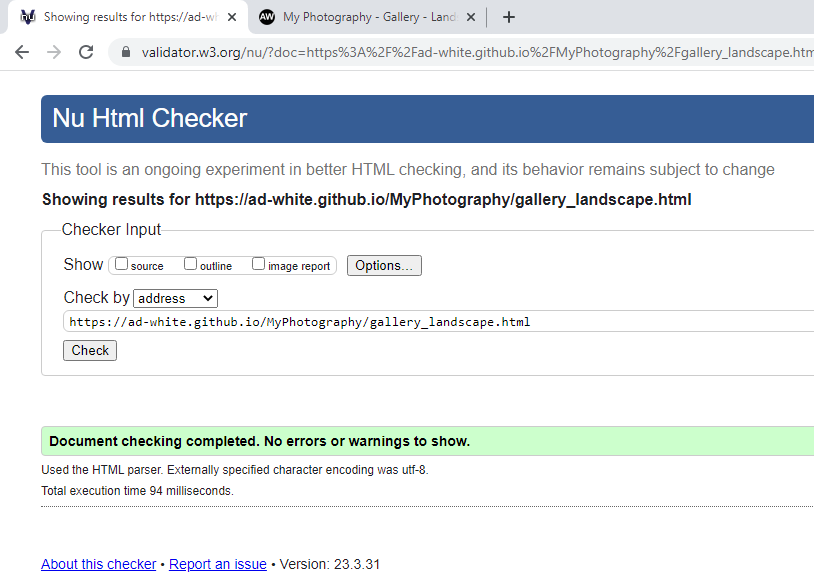 Showing results for https://ad-wh
My Photography - Gallery - Land
validator.w3.org/nu/?doc=https%3A%2F%2Fad-white.github.io%2FMyPhotography%2Fgallery_landscape.htm
Nu Html Checker
This tool is an ongoing experiment in better HTML checking, and its behavior remains subject to change
Showing results for https://ad-white.github.io/MyPhotography/gallery_landscape.html
Checker Input
Show source outline image report Options...
Check by address
https://ad-white.github.io/MyPhotography/gallery_landscape.html
Check
Document checking completed. No errors or warnings to show.
Used the HTML parser. Externally specified character encoding was utf-8.
Total execution time 94 milliseconds.
About this checker • Report an issue • Version: 23.3.31